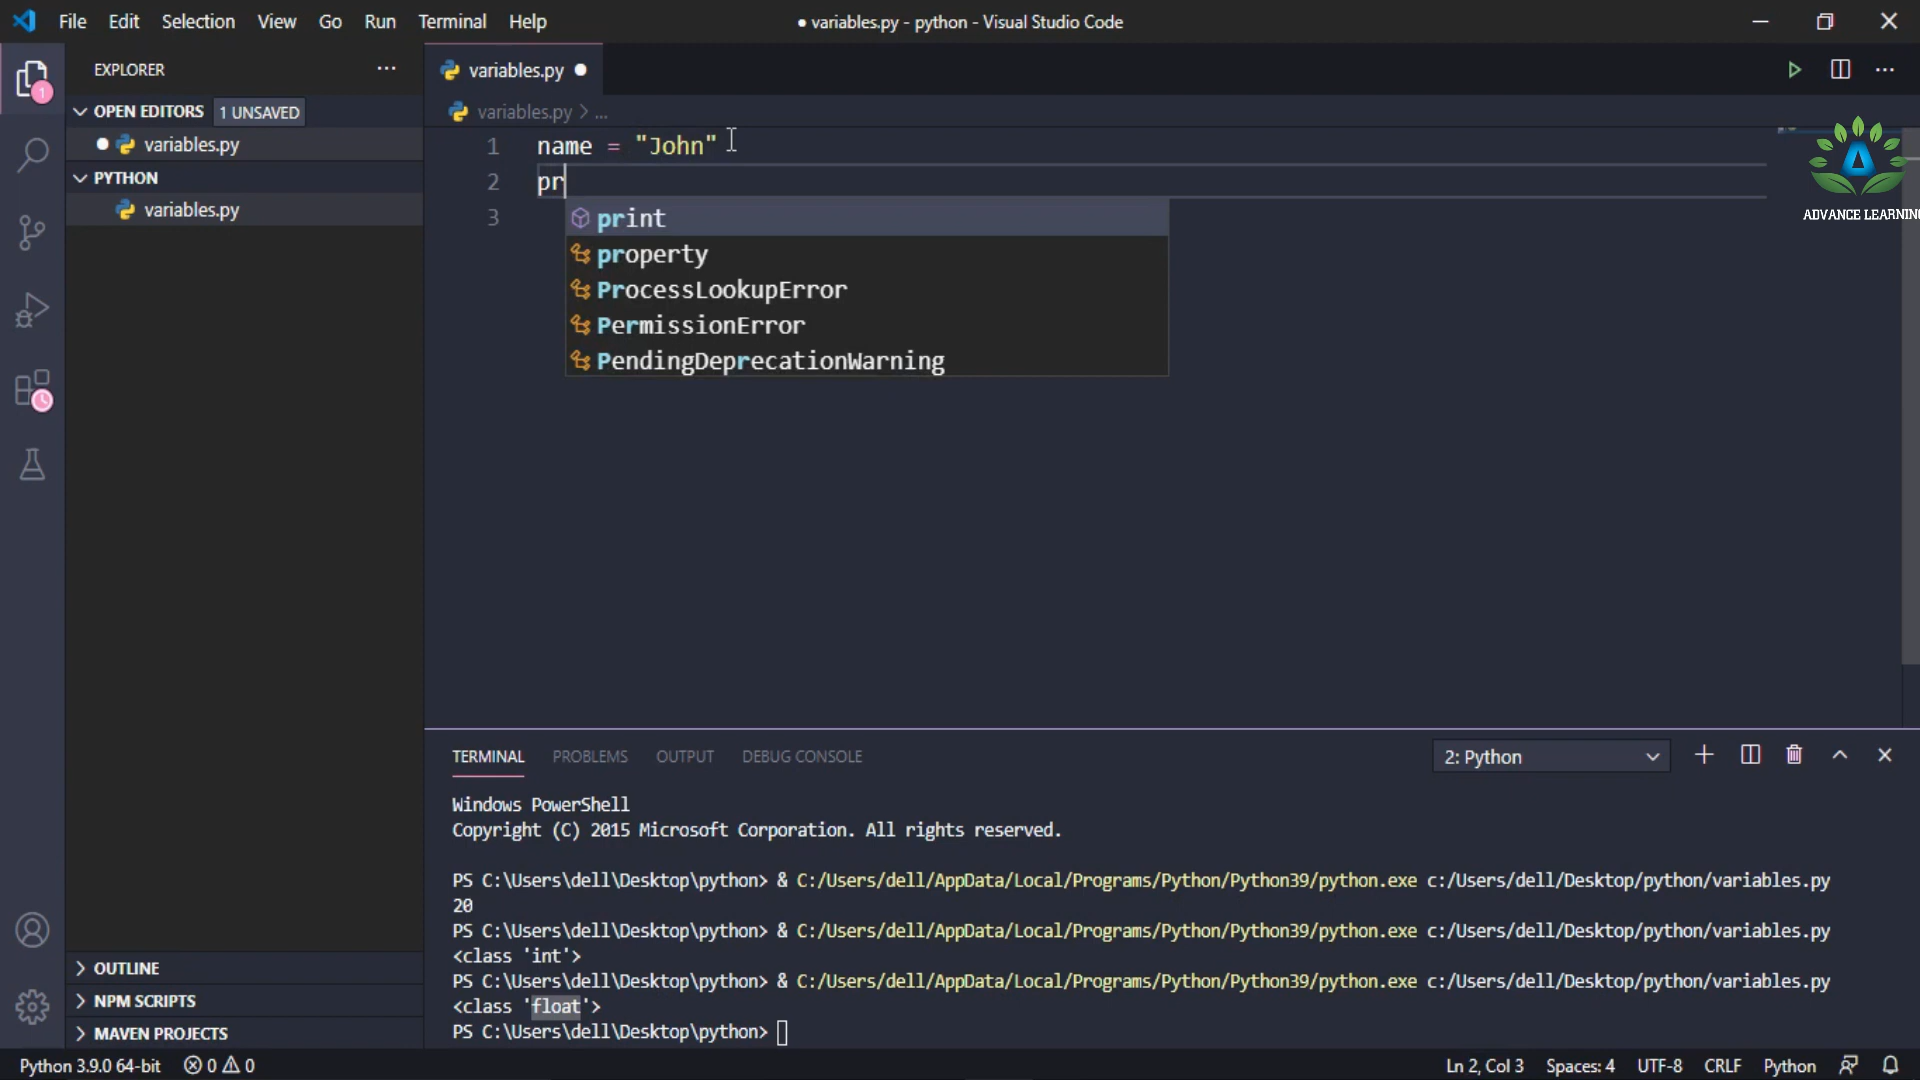 File Edit Selection View Go Run Terminal Help
● variables.py - python - Visual Studio Code
EXPLORER
OPEN EDITORS 1 UNSAVED
variables.py
PYTHON
variables.py
OUTLINE
NPM SCRIPTS
MAVEN PROJECTS
variables.py
variables.py > ...
1 name = "John"
2 pr
3
print
property
ProcessLookupError
PermissionError
PendingDeprecationWarning
ADVANCE LEARNING
TERMINAL PROBLEMS OUTPUT DEBUG CONSOLE
2: Python
Windows PowerShell
Copyright (C) 2015 Microsoft Corporation. All rights reserved.
PS C:\Users\dell\Desktop\python> & C:/Users/dell/AppData/Local/Programs/Python/Python39/python.exe c:/Users/dell/Desktop/python/variables.py
20
PS C:\Users\dell\Desktop\python> & C:/Users/dell/AppData/Local/Programs/Python/Python39/python.exe c:/Users/dell/Desktop/python/variables.py
<class 'int'>
PS C:\Users\dell\Desktop\python> & C:/Users/dell/AppData/Local/Programs/Python/Python39/python.exe c:/Users/dell/Desktop/python/variables.py
<class 'float'>
PS C:\Users\dell\Desktop\python>
Python 3.9.0 64-bit 0 0
Ln 2, Col 3 Spaces: 4 UTF-8 CRLF Python